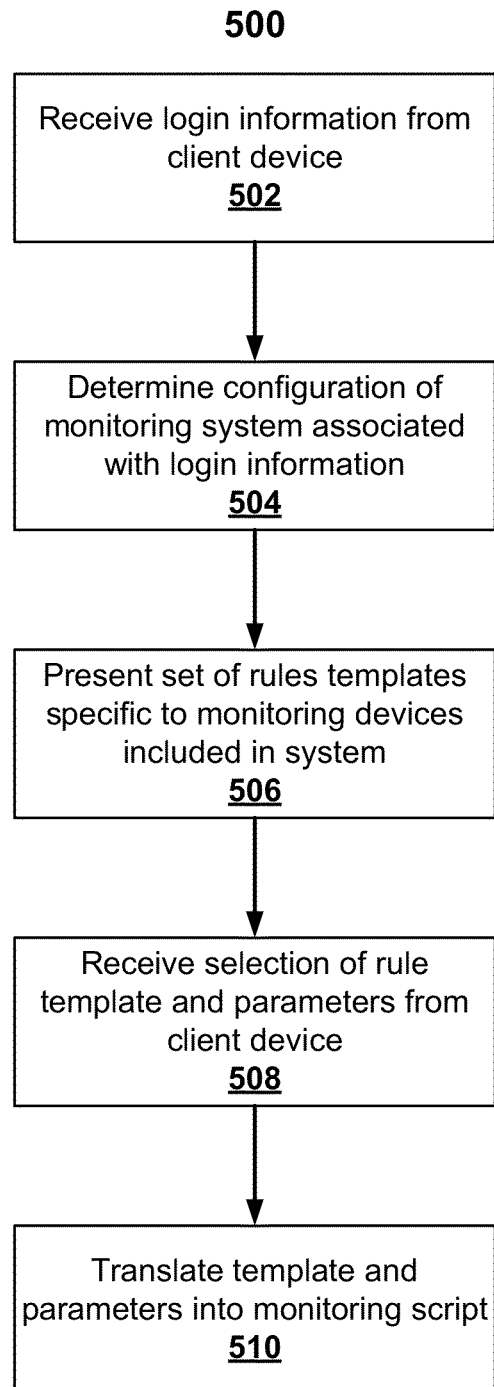 500
Receive login information from
client device
502
Determine configuration of
monitoring system associated
with login information
504
Present set of rules templates
specific to monitoring devices
included in system
506
Receive selection of rule
template and parameters from
client device
508
Translate template and
parameters into monitoring script
510